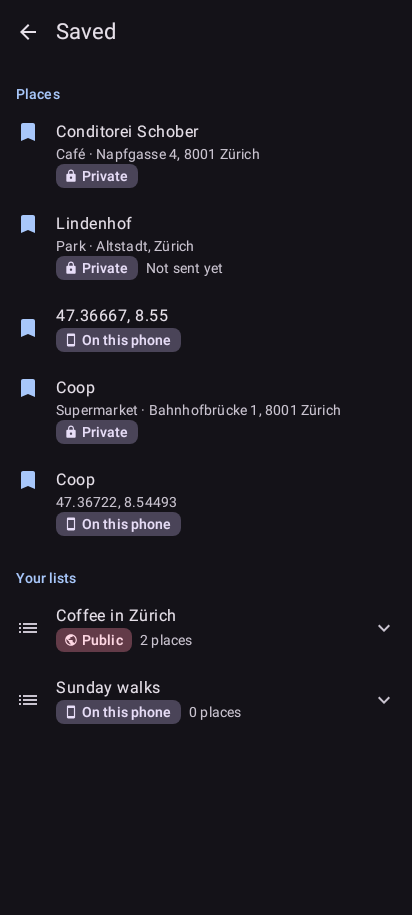 Saved
Places
Conditorei Schober
Café · Napfgasse 4, 8001 Zürich
Private
Lindenhof
Park · Altstadt, Zürich
Private Not sent yet
47.36667, 8.55
On this phone
Coop
Supermarket · Bahnhofbrücke 1, 8001 Zürich
Private
Coop
47.36722, 8.54493
On this phone
Your lists
Coffee in Zürich
Public 2 places
Sunday walks
On this phone 0 places